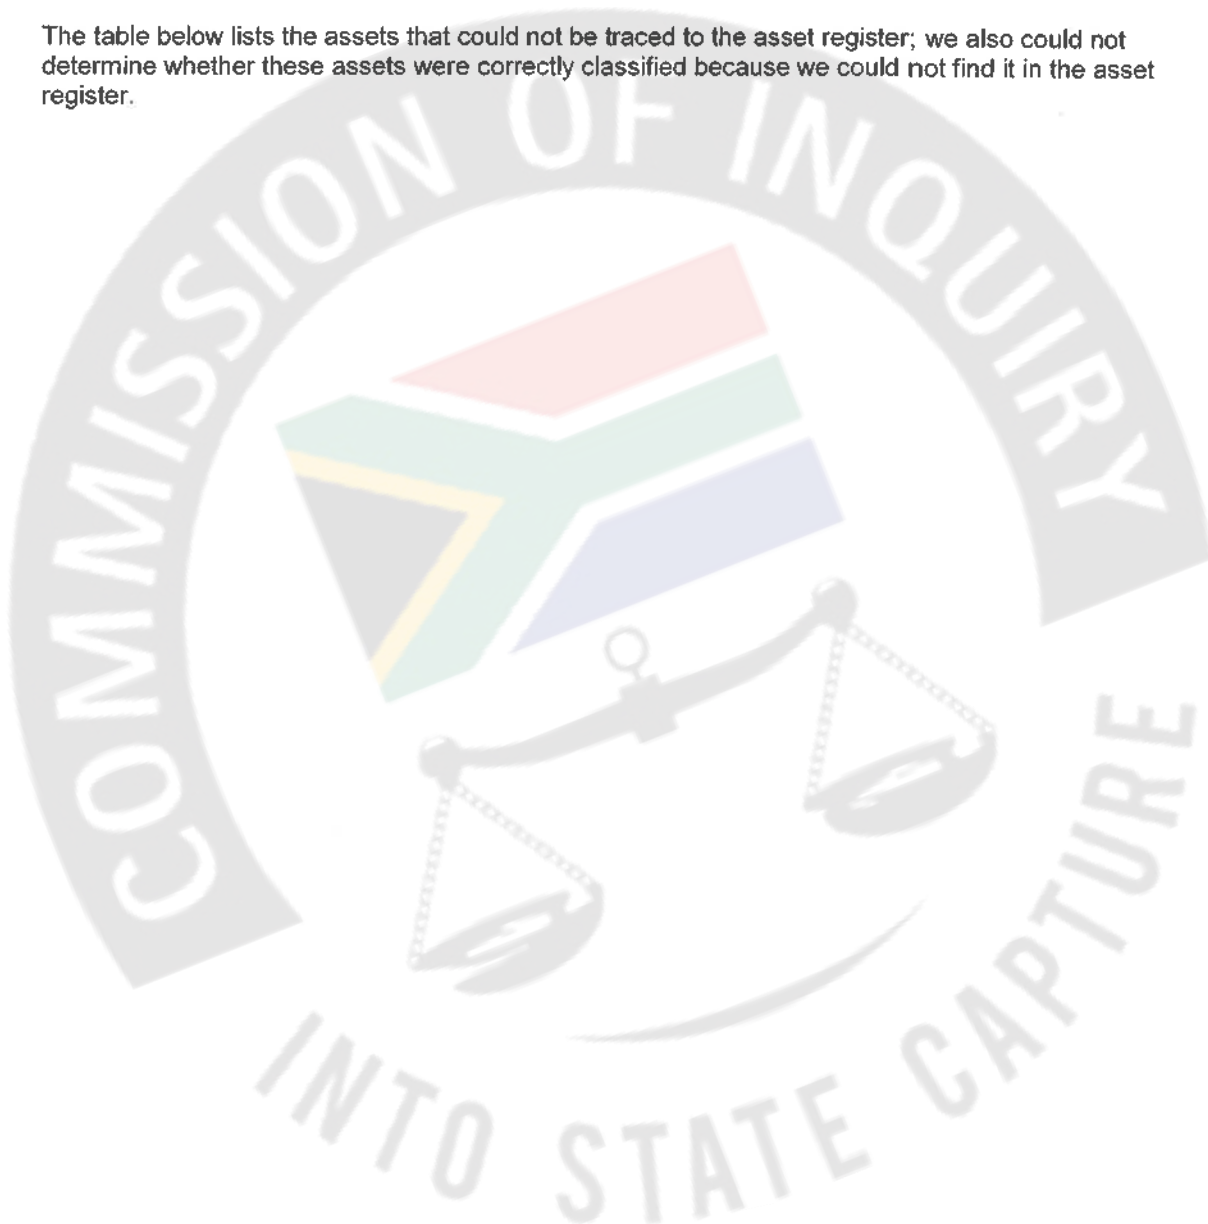 The table below lists the assets that could not be traced to the asset register; we also could not
determine whether these assets were correctly classified because we could not find it in the asset
register.
COMMISSION OF INQUIRY
INTO STATE CAPTURE